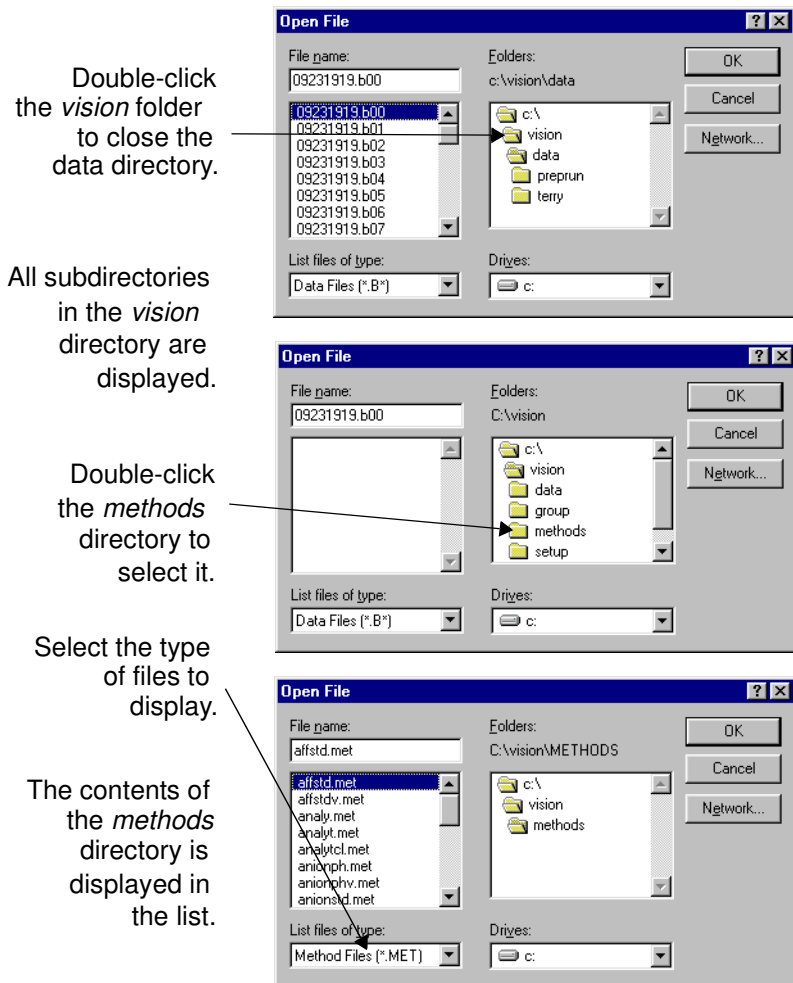 Double-click
the vision folder
to close the
data directory.
All subdirectories
in the vision
directory are
displayed.
Double-click
the methods
directory to
select it.
Select the type
of files to
display.
The contents of
the methods
directory is
displayed in
the list.
Open File
File name:
09231919.b00
09231919.b00
09231919.b01
09231919.b02
09231919.b03
09231919.b04
09231919.b05
09231919.b06
09231919.b07
List files of type:
Data Files (*.B*)
Folders:
c:\vision\data
c:\
vision
data
preprun
terry
Drives:
c:
OK
Cancel
Network...
Open File
File name:
09231919.b00
List files of type:
Data Files (*.B*)
Folders:
C:\vision
c:\
vision
data
group
methods
setup
Drives:
c:
OK
Cancel
Network...
Open File
File name:
affstd.met
affstd.met
affstdv.met
analy.met
analyt.met
analytcl.met
anionph.met
anionphv.met
anionstd.met
List files of type:
Method Files (*.MET)
Folders:
C:\vision\METHODS
c:\
vision
methods
Drives:
c:
OK
Cancel
Network...